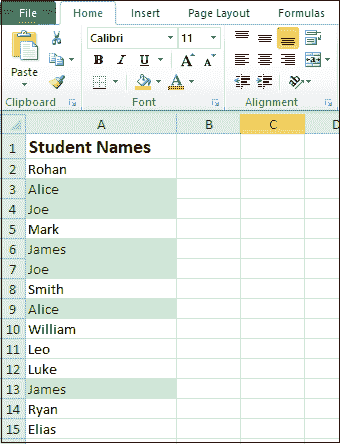 File Home Insert Page Layout Formulas
Calibri 11 A A
Paste B I U A
Clipboard Font Alignment
A B C D
1 Student Names
2 Rohan
3 Alice
4 Joe
5 Mark
6 James
7 Joe
8 Smith
9 Alice
10 William
11 Leo
12 Luke
13 James
14 Ryan
15 Elias